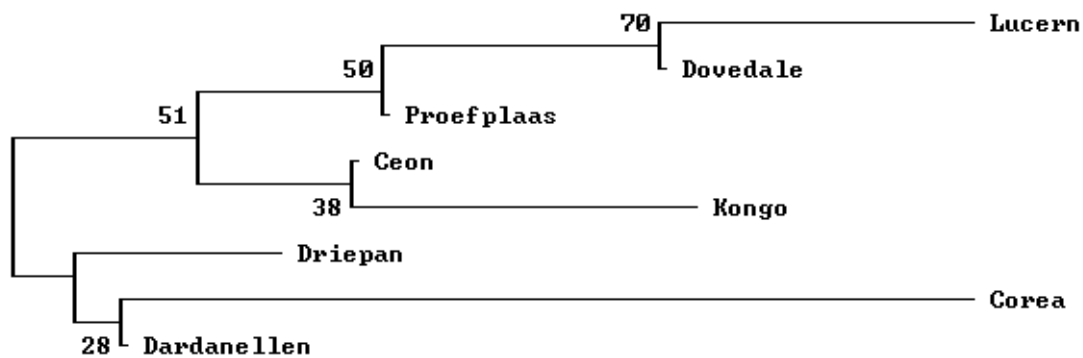 70 Lucern
50 Dovedale
51 Proefplaas
Ceon
38 Kongo
Driepan
Corea
28 Dardanellen